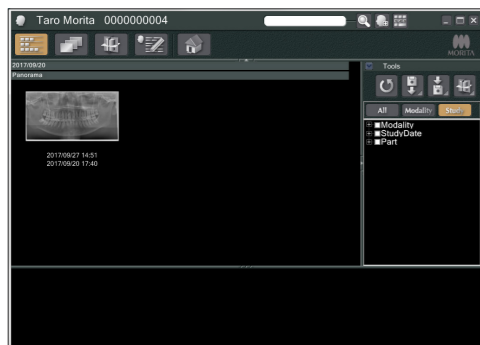 Taro Morita 0000000004
MORITA
2017/09/20
Tools
Panorama
All Modality Study
Modality
StudyDate
Part
2017/09/27 14:51
2017/09/20 17:40